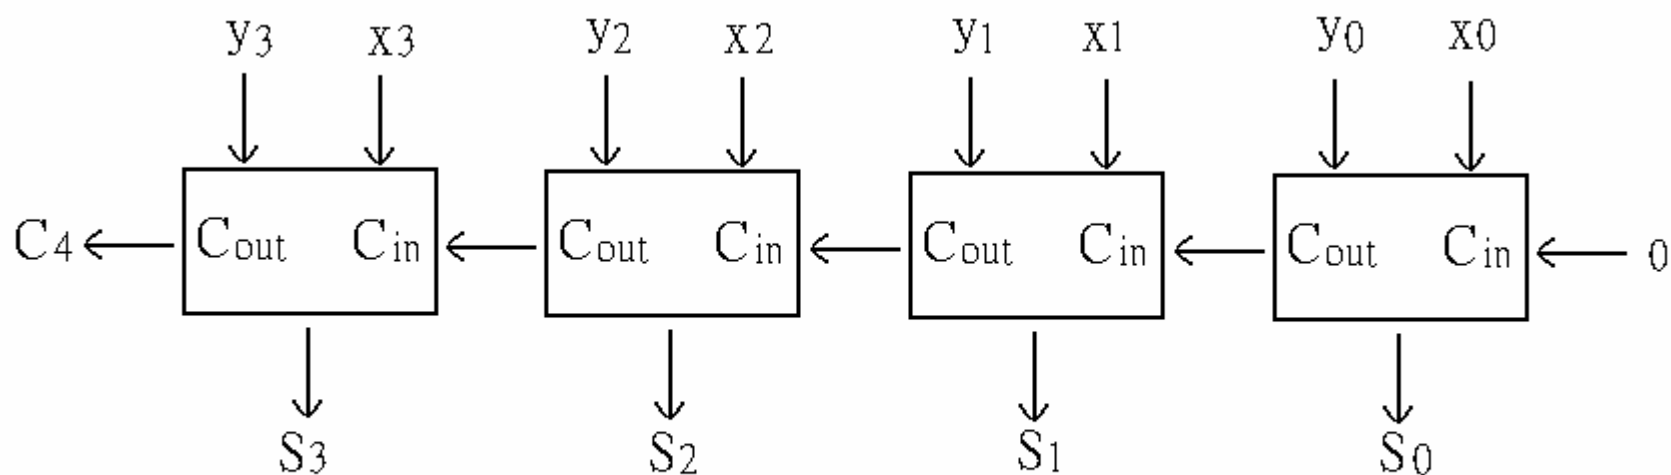 y3 x3 y2 x2 y1 x1 y0 x0
C4 Cout Cin Cout Cin Cout Cin Cout Cin 0
S3 S2 S1 S0